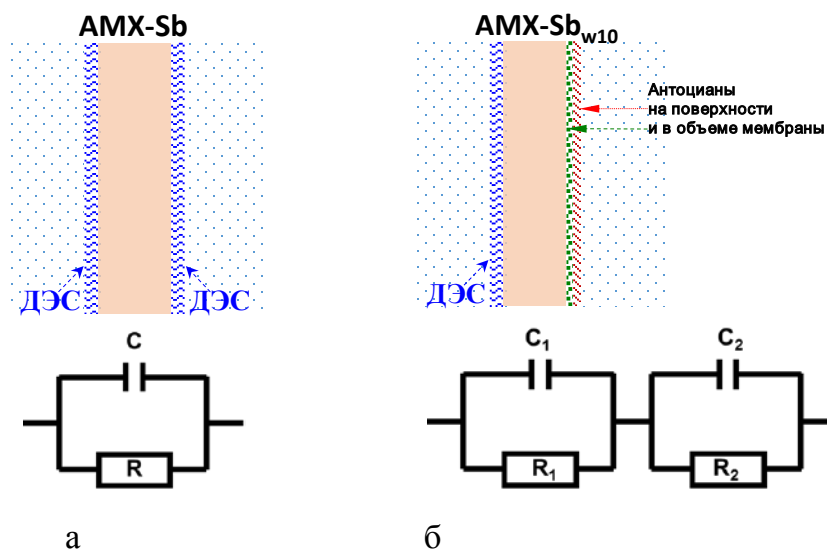 AMX-Sb
AMX-Sbw10
Антоцианы
на поверхности
и в объеме мембраны
ДЭС
ДЭС
ДЭС
C
R
C1
C2
R1
R2
а
б